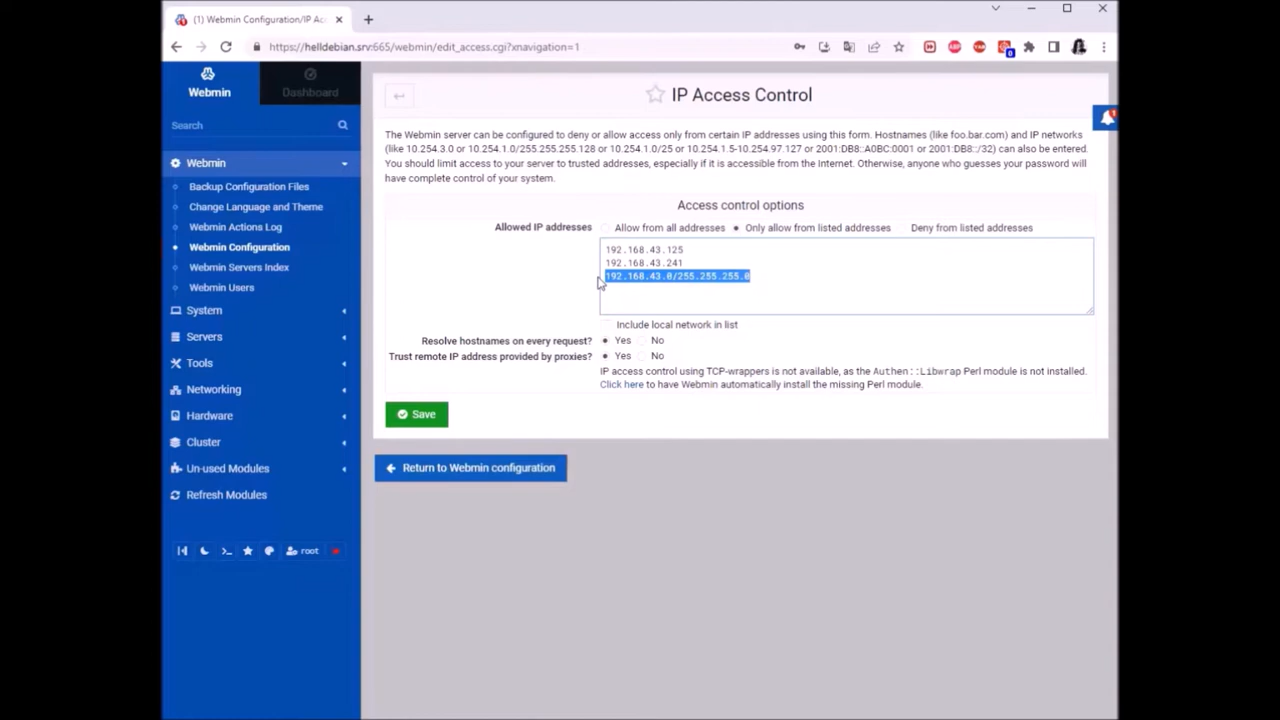 (1) Webmin Configuration/IP Ac
https://helldebian.srv:665/webmin/edit_access.cgi?xnavigation=1
0
Webmin
Dashboard
Search
Webmin
Backup Configuration Files
Change Language and Theme
Webmin Actions Log
Webmin Configuration
Webmin Servers Index
Webmin Users
System
Servers
Tools
Networking
Hardware
Cluster
Un-used Modules
Refresh Modules
root
IP Access Control
1
The Webmin server can be configured to deny or allow access only from certain IP addresses using this form. Hostnames (like foo.bar.com) and IP networks
(like 10.254.3.0 or 10.254.1.0/255.255.255.128 or 10.254.1.0/25 or 10.254.1.5-10.254.97.127 or 2001:DB8::A0BC:0001 or 2001:DB8::/32) can also be entered.
You should limit access to your server to trusted addresses, especially if it is accessible from the Internet. Otherwise, anyone who guesses your password will
have complete control of your system.
Access control options
Allowed IP addresses
Allow from all addresses Only allow from listed addresses Deny from listed addresses
192.168.43.125
192.168.43.241
192.168.43.0/255.255.255.0
Include local network in list
Resolve hostnames on every request? Yes No
Trust remote IP address provided by proxies? Yes No
IP access control using TCP-wrappers is not available, as the Authen::Libwrap Perl module is not installed.
Click here to have Webmin automatically install the missing Perl module.
Save
Return to Webmin configuration